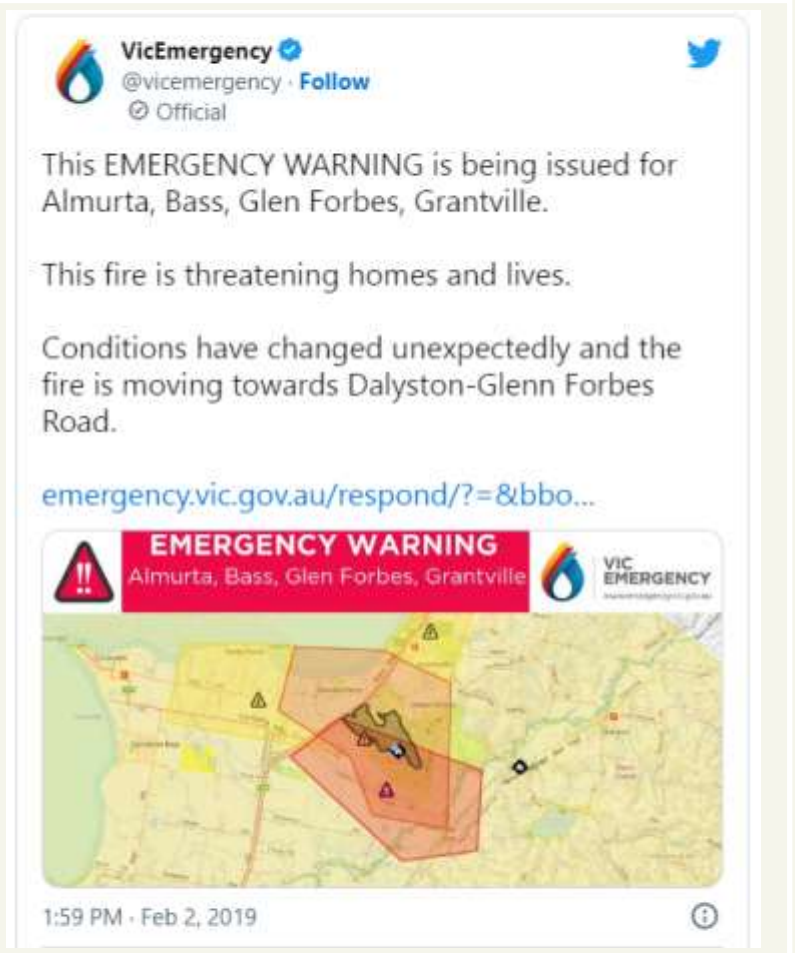 VicEmergency
@vicemergency · Follow
Official
This EMERGENCY WARNING is being issued for
Almurta, Bass, Glen Forbes, Grantville.
This fire is threatening homes and lives.
Conditions have changed unexpectedly and the
fire is moving towards Dalyston-Glenn Forbes
Road.
emergency.vic.gov.au/respond/?=&bbo...
EMERGENCY WARNING
Almurta, Bass, Glen Forbes, Grantville
VIC
EMERGENCY
1:59 PM · Feb 2, 2019